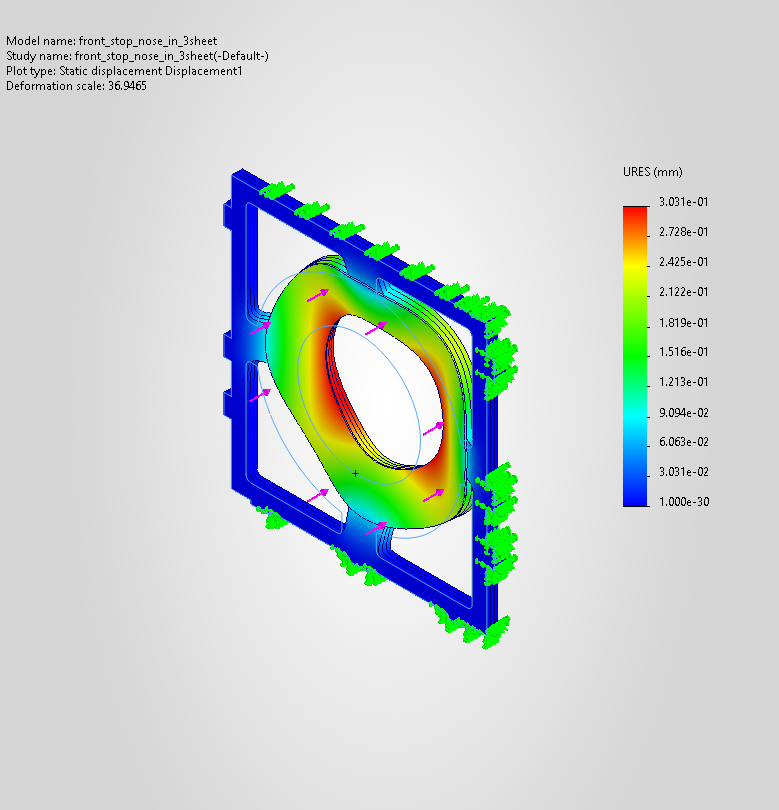 Model name: front_stop_nose_in_3sheet
Study name: front_stop_nose_in_3sheet(-Default-)
Plot type: Static displacement Displacement1
Deformation scale: 36.9465
URES (mm)
3.031e-01
2.728e-01
2.425e-01
2.122e-01
1.819e-01
1.516e-01
1.213e-01
9.094e-02
6.063e-02
3.031e-02
1.000e-30